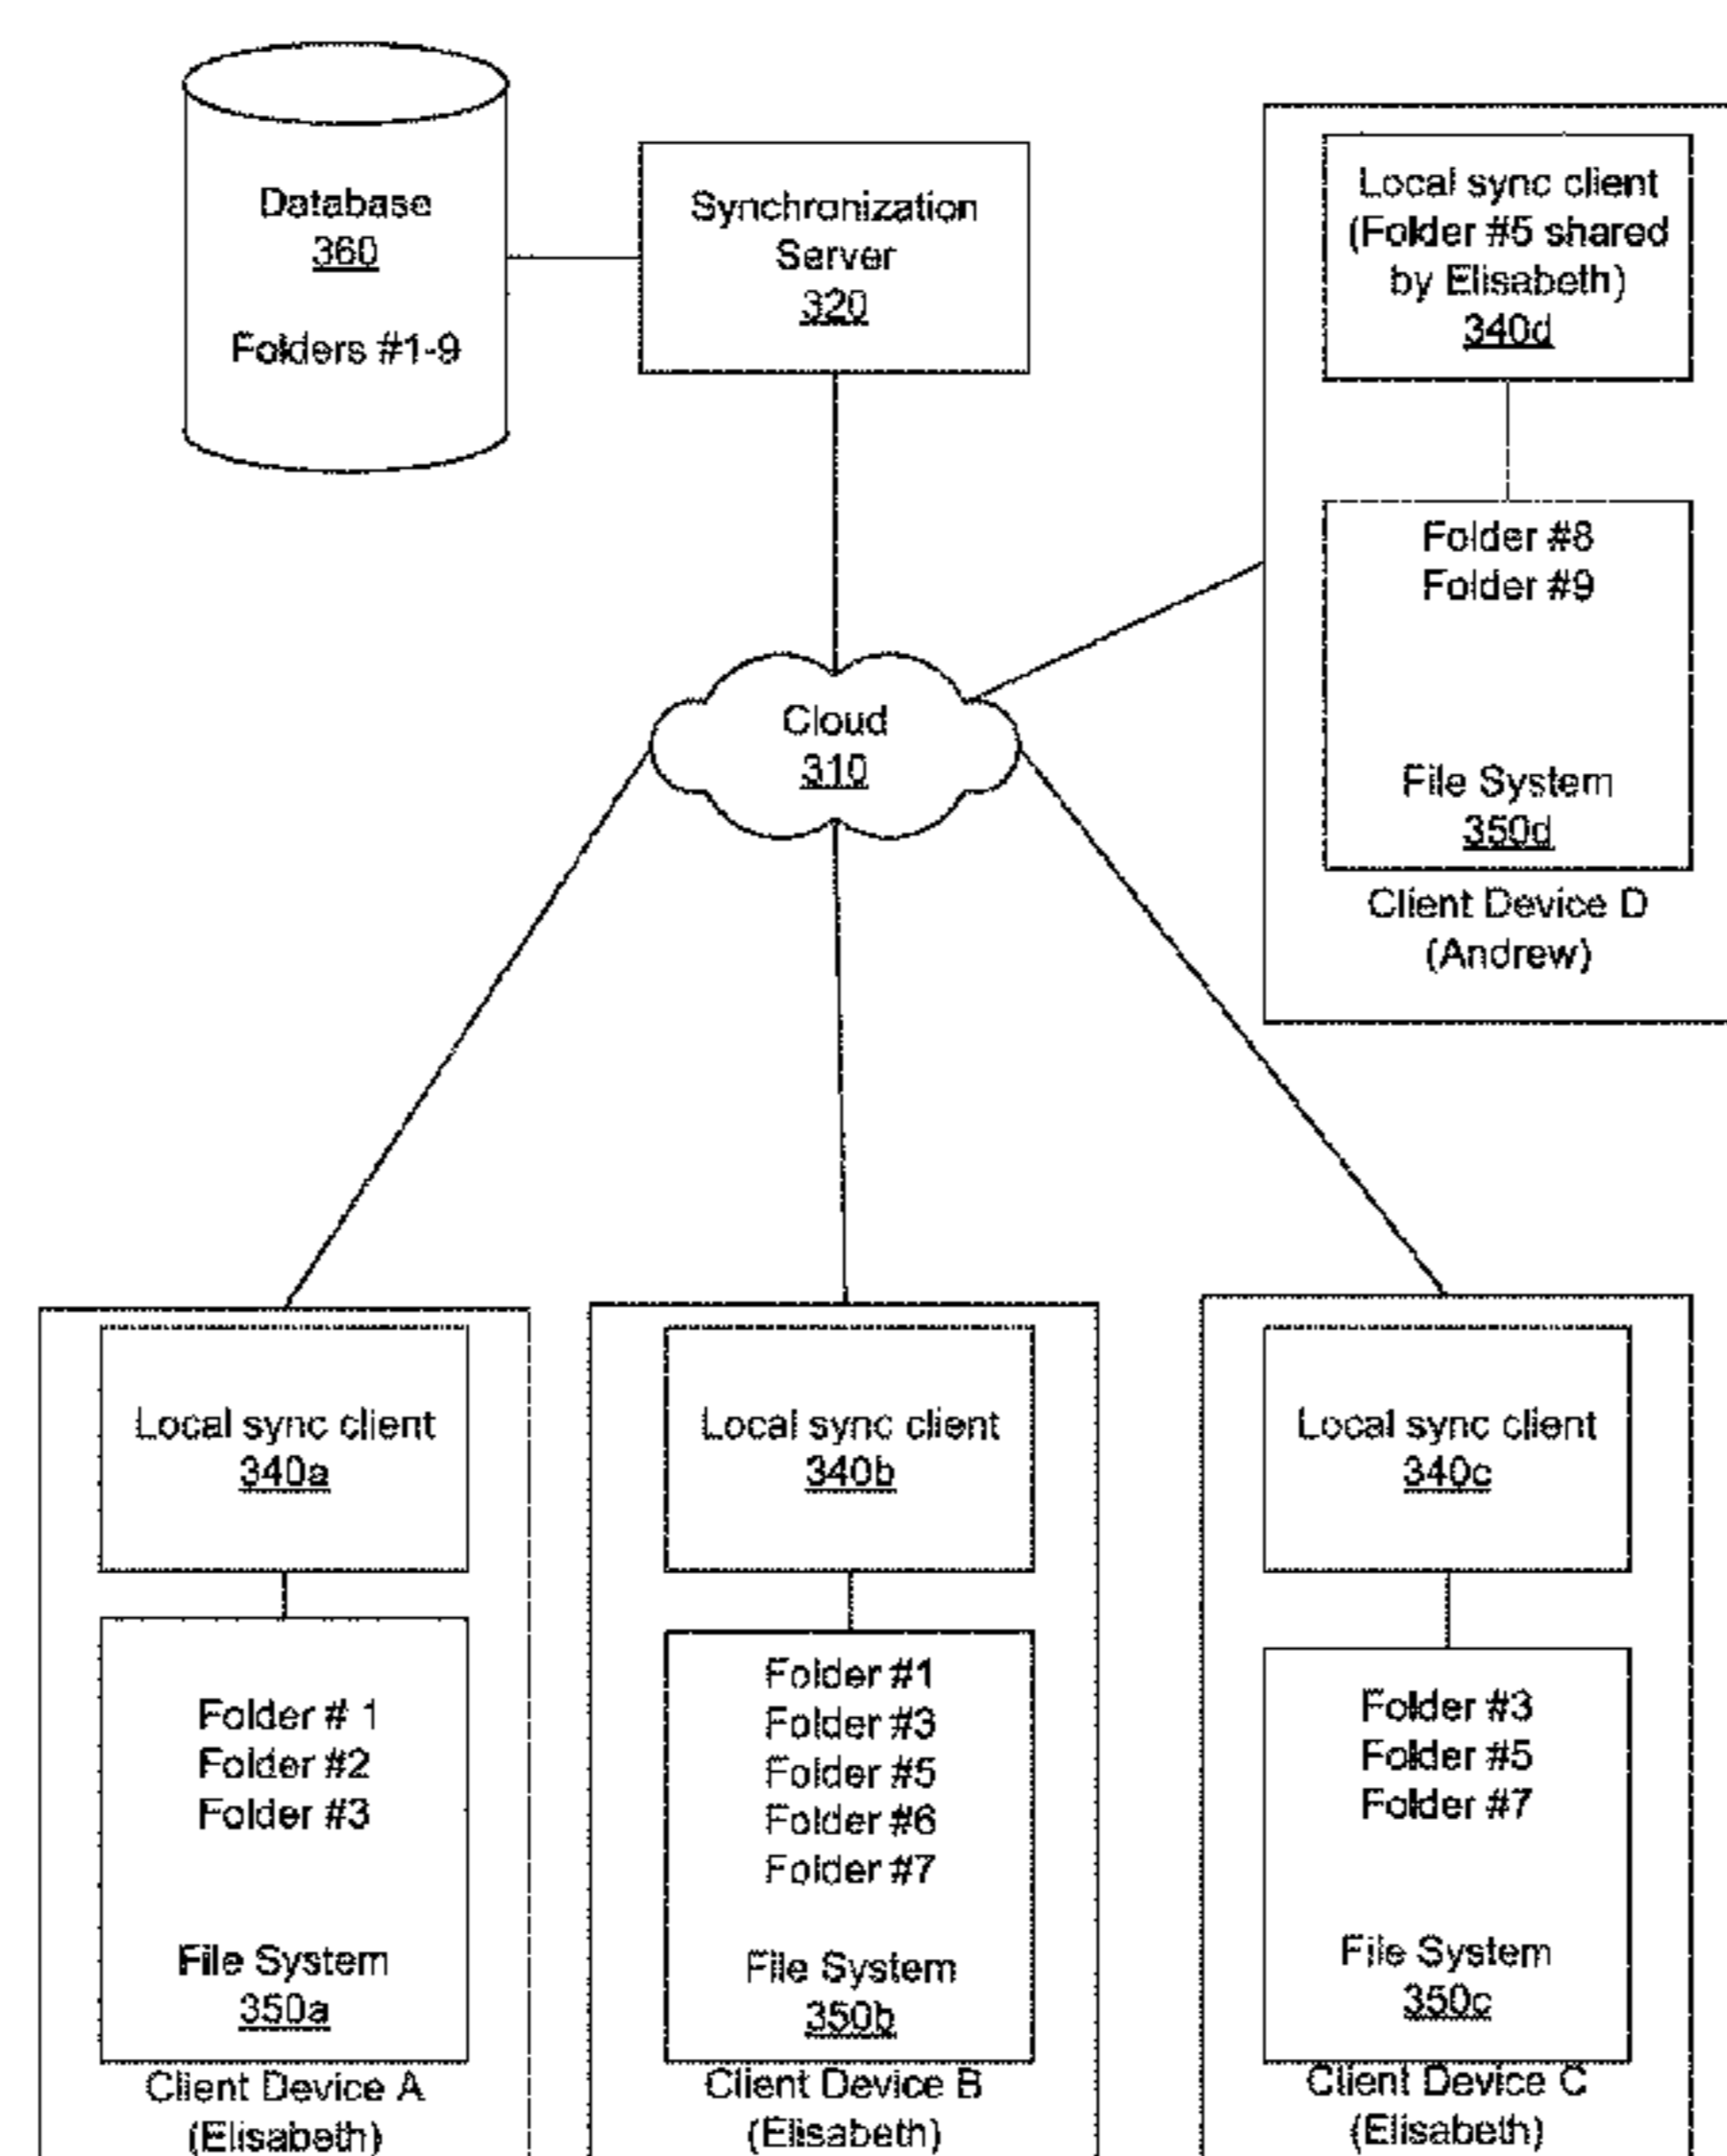 Database
360
Folders #1-9
Synchronization
Server
320
Local sync client
(Folder #5 shared
by Elisabeth)
340d
Folder #8
Folder #9
File System
350d
Client Device D
(Andrew)
Cloud
310
Local sync client
340a
Folder # 1
Folder #2
Folder #3
File System
350a
Client Device A
(Elisabeth)
Local sync client
340b
Folder #1
Folder #3
Folder #5
Folder #6
Folder #7
File System
350b
Client Device B
(Elisabeth)
Local sync client
340c
Folder #3
Folder #5
Folder #7
File System
350c
Client Device C
(Elisabeth)